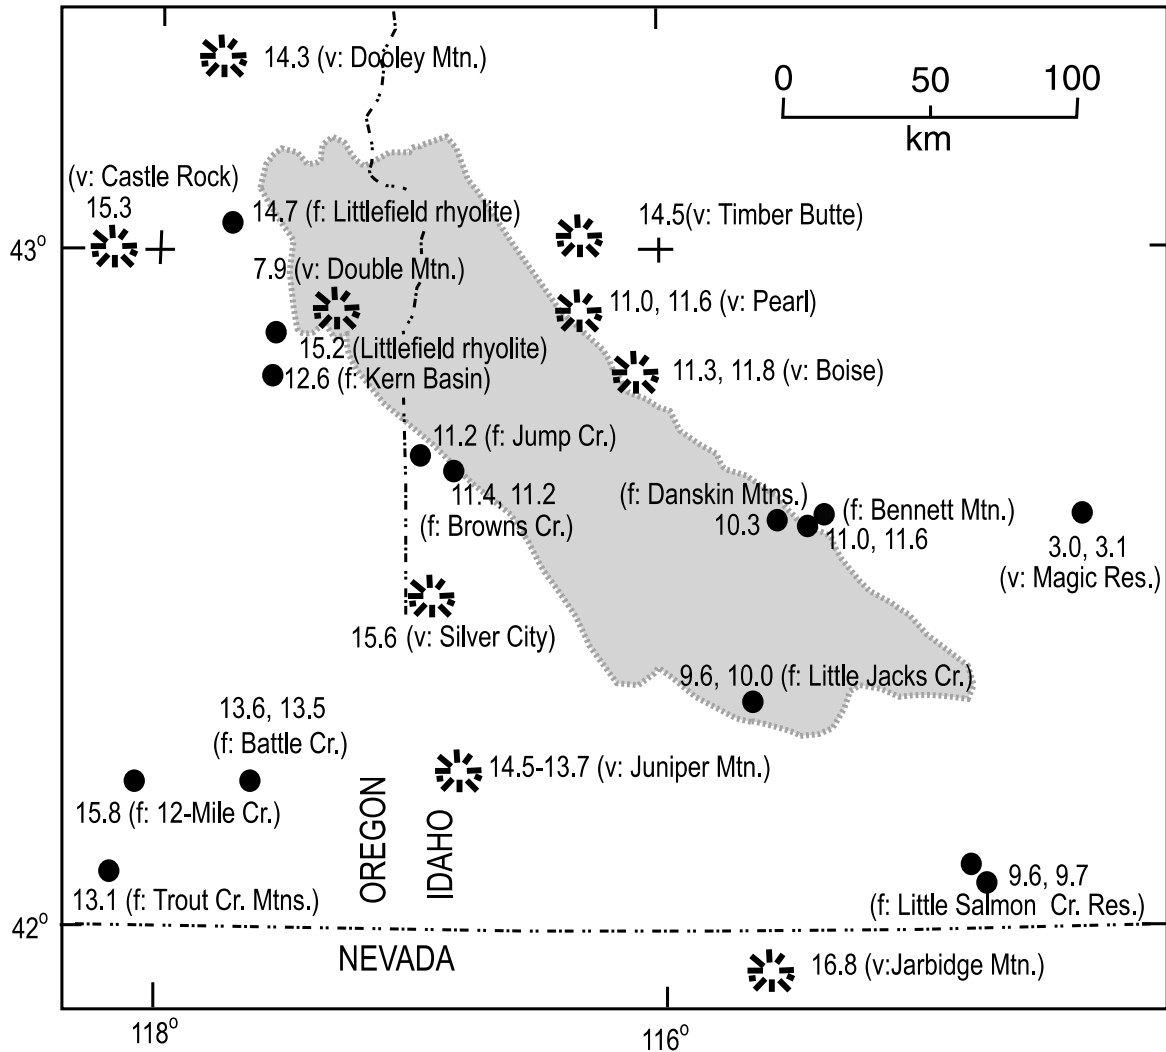 14.3 (v: Dooley Mtn.)
0 50 100
km
(v: Castle Rock)
15.3
14.7 (f: Littlefield rhyolite)
14.5(v: Timber Butte)
43°
7.9 (v: Double Mtn.)
11.0, 11.6 (v: Pearl)
15.2 (Littlefield rhyolite)
12.6 (f: Kern Basin)
11.3, 11.8 (v: Boise)
11.2 (f: Jump Cr.)
11.4, 11.2
(f: Browns Cr.)
(f: Danskin Mtns.)
10.3
(f: Bennett Mtn.)
11.0, 11.6
3.0, 3.1
(v: Magic Res.)
15.6 (v: Silver City)
9.6, 10.0 (f: Little Jacks Cr.)
13.6, 13.5
(f: Battle Cr.)
14.5-13.7 (v: Juniper Mtn.)
15.8 (f: 12-Mile Cr.)
OREGON
IDAHO
13.1 (f: Trout Cr. Mtns.)
9.6, 9.7
(f: Little Salmon Cr. Res.)
42°
NEVADA
16.8 (v:Jarbidge Mtn.)
118°
116°